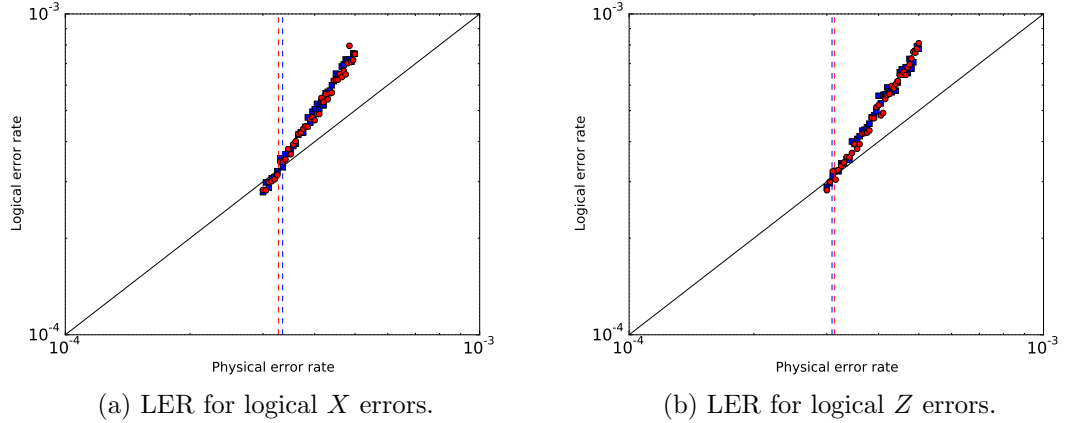 10⁻³
Logical error rate
10⁻⁴
10⁻⁴
10⁻³
Physical error rate
(a) LER for logical X errors.
10⁻³
Logical error rate
10⁻⁴
10⁻⁴
10⁻³
Physical error rate
(b) LER for logical Z errors.